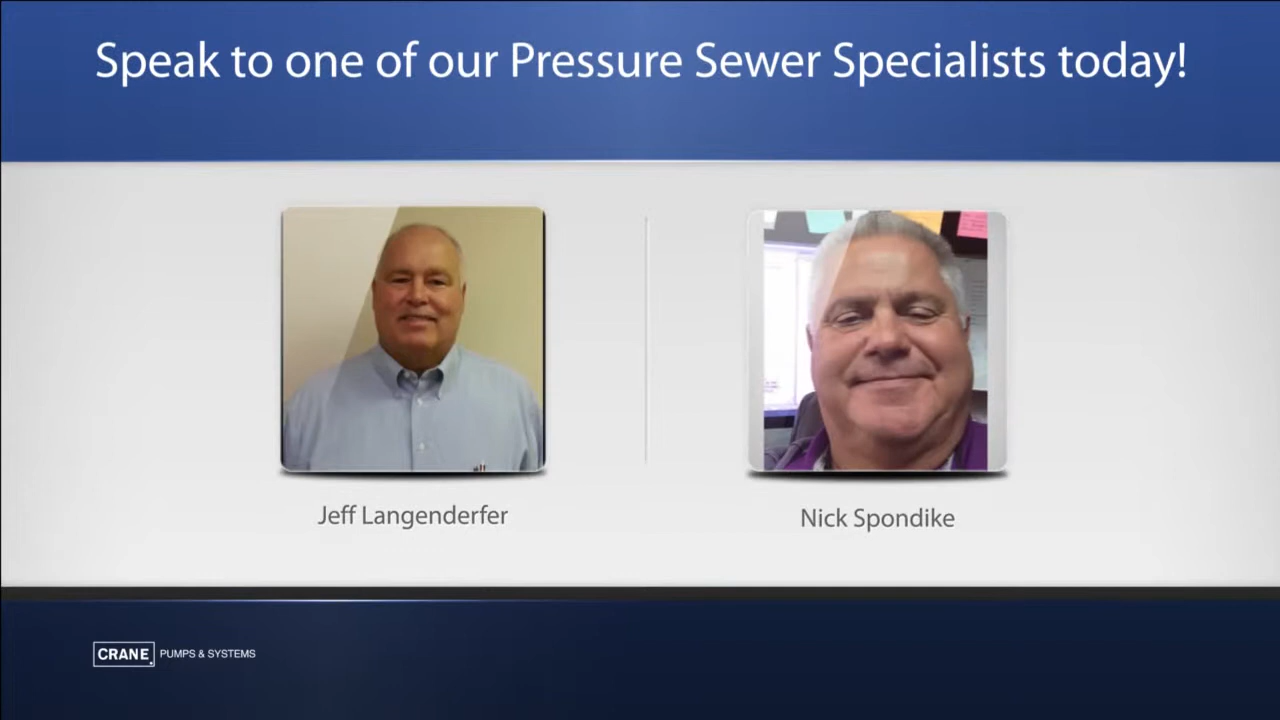 Speak to one of our Pressure Sewer Specialists today!
Jeff Langenderfer
Nick Spondike
CRANE PUMPS & SYSTEMS